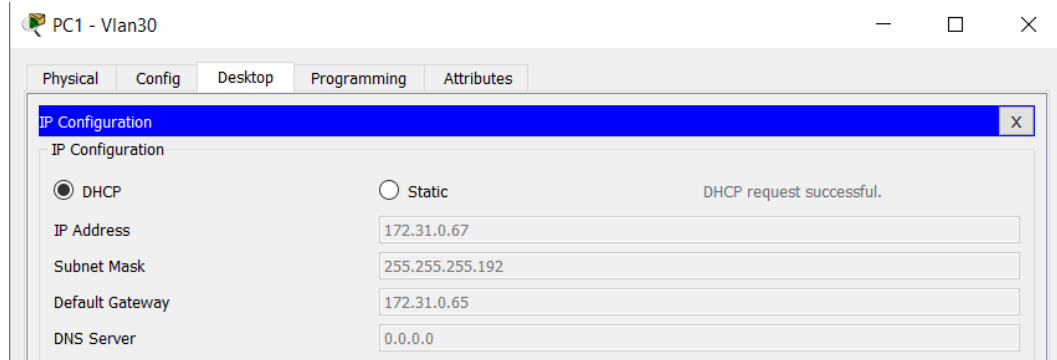 PC1 - Vlan30
Physical Config Desktop Programming Attributes
IP Configuration X
IP Configuration
DHCP Static DHCP request successful.
IP Address 172.31.0.67
Subnet Mask 255.255.255.192
Default Gateway 172.31.0.65
DNS Server 0.0.0.0